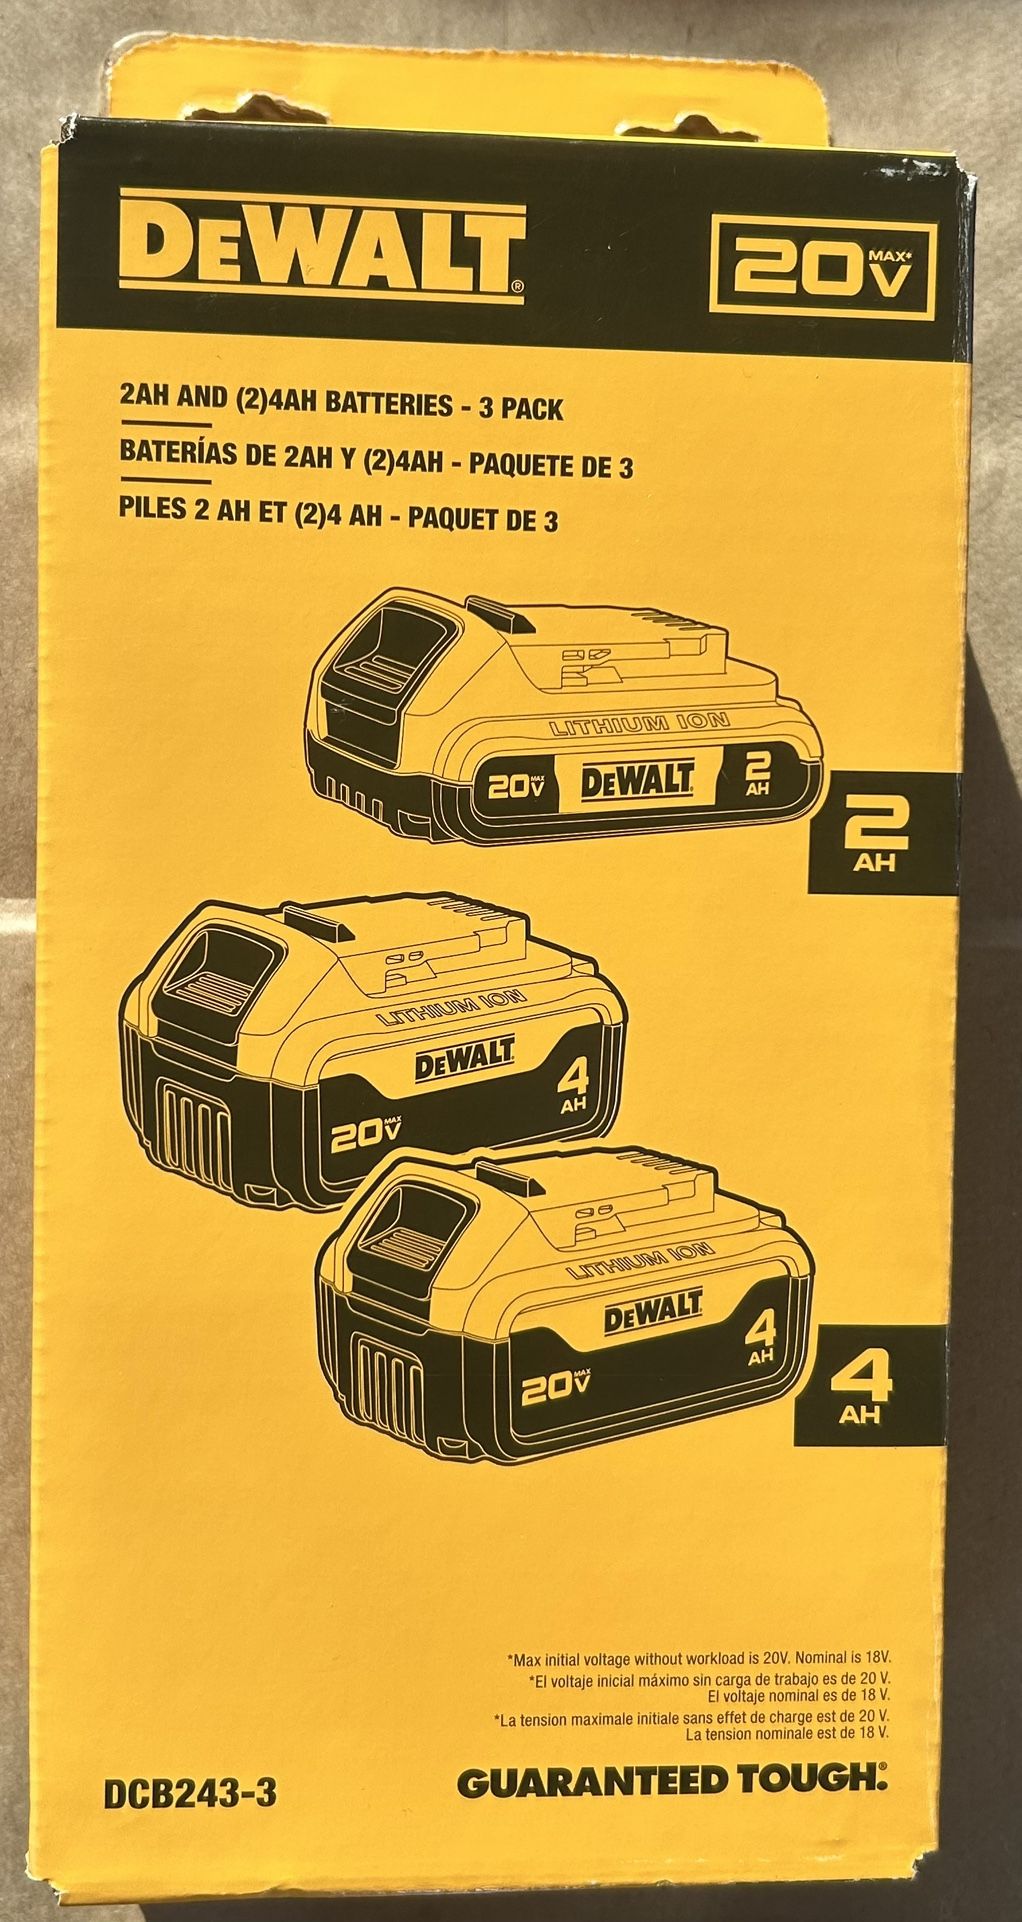 DEWALT®
20V MAX*
2AH AND (2)4AH BATTERIES - 3 PACK
BATERÍAS DE 2AH Y (2)4AH - PAQUETE DE 3
PILES 2 AH ET (2)4 AH - PAQUET DE 3
LITHIUM ION
20V MAX
DEWALT
2 AH
2
AH
LITHIUM ION
DEWALT
4
AH
20V MAX
LITHIUM ION
DEWALT
4
AH
20V MAX
4
AH
*Max initial voltage without workload is 20V. Nominal is 18V.
*El voltaje inicial máximo sin carga de trabajo es de 20 V.
El voltaje nominal es de 18 V.
*La tension maximale initiale sans effet de charge est de 20 V.
La tension nominale est de 18 V.
DCB243-3
GUARANTEED TOUGH.®